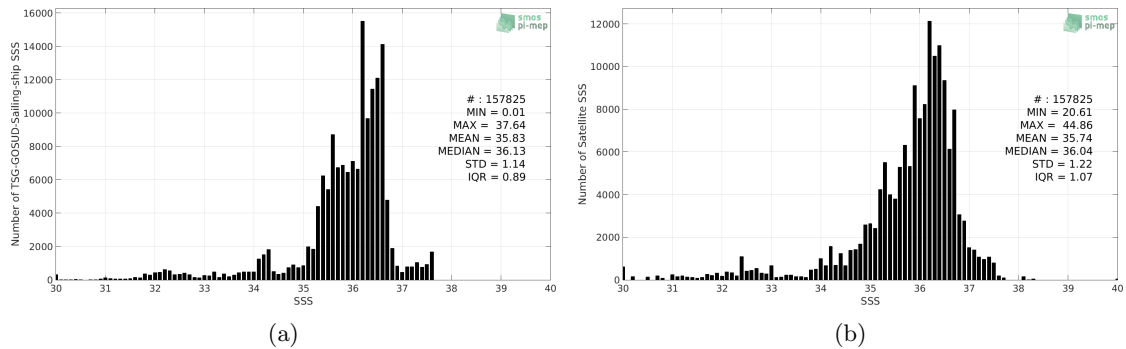 smos
pi-mep
Number of TSG-GOSUD-Sailing-ship SSS
16000
14000
12000
10000
8000
6000
4000
2000
0
# : 157825
MIN = 0.01
MAX = 37.64
MEAN = 35.83
MEDIAN = 36.13
STD = 1.14
IQR = 0.89
30 31 32 33 34 35 36 37 38 39 40
SSS
(a)
smos
pi-mep
Number of Satellite SSS
12000
10000
8000
6000
4000
2000
0
# : 157825
MIN = 20.61
MAX = 44.86
MEAN = 35.74
MEDIAN = 36.04
STD = 1.22
IQR = 1.07
30 31 32 33 34 35 36 37 38 39 40
SSS
(b)